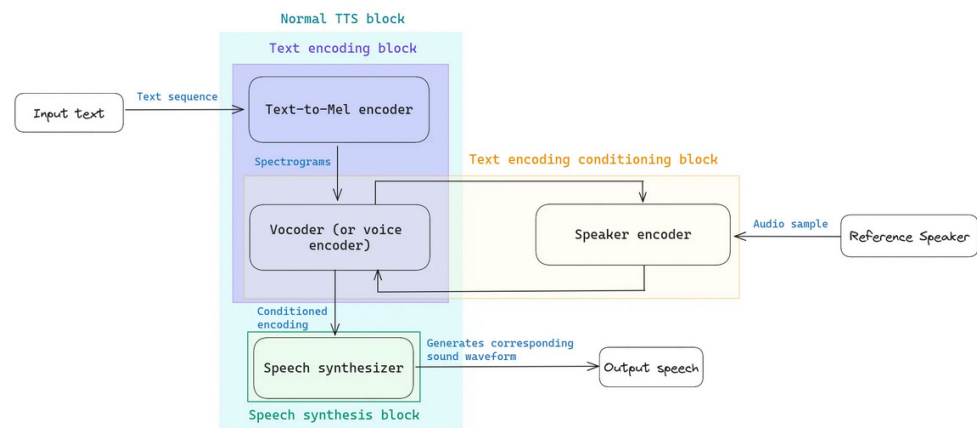 Normal TTS block
Text encoding block
Text sequence
Input text
Text-to-Mel encoder
Spectrograms
Text encoding conditioning block
Vocoder (or voice
encoder)
Speaker encoder
Audio sample
Reference Speaker
Conditioned
encoding
Speech synthesizer
Generates corresponding
sound waveform
Output speech
Speech synthesis block